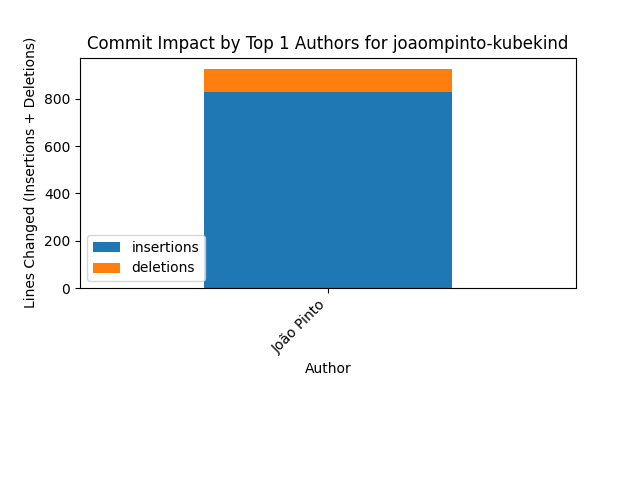 Commit Impact by Top 1 Authors for joaompinto-kubekind
Lines Changed (Insertions + Deletions)
800
600
400
200
0
insertions
deletions
João Pinto
Author